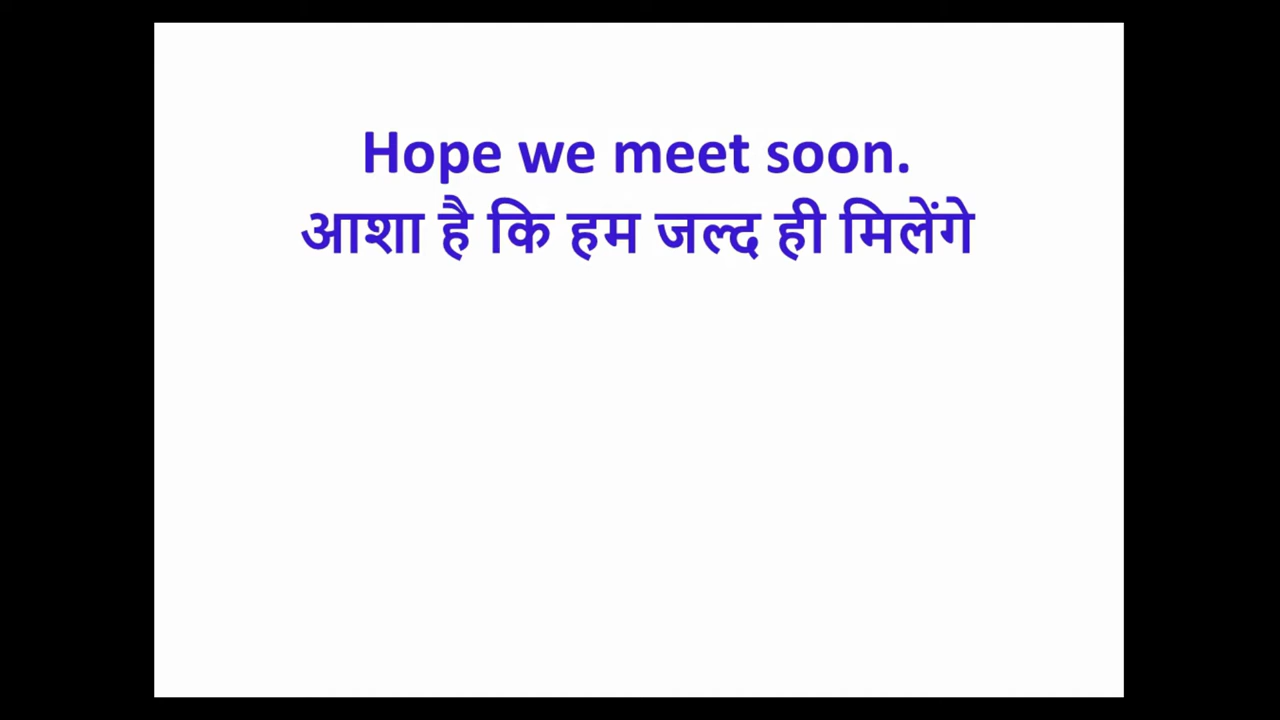 Hope we meet soon.
आशा है कि हम जल्द ही मिलेंगे